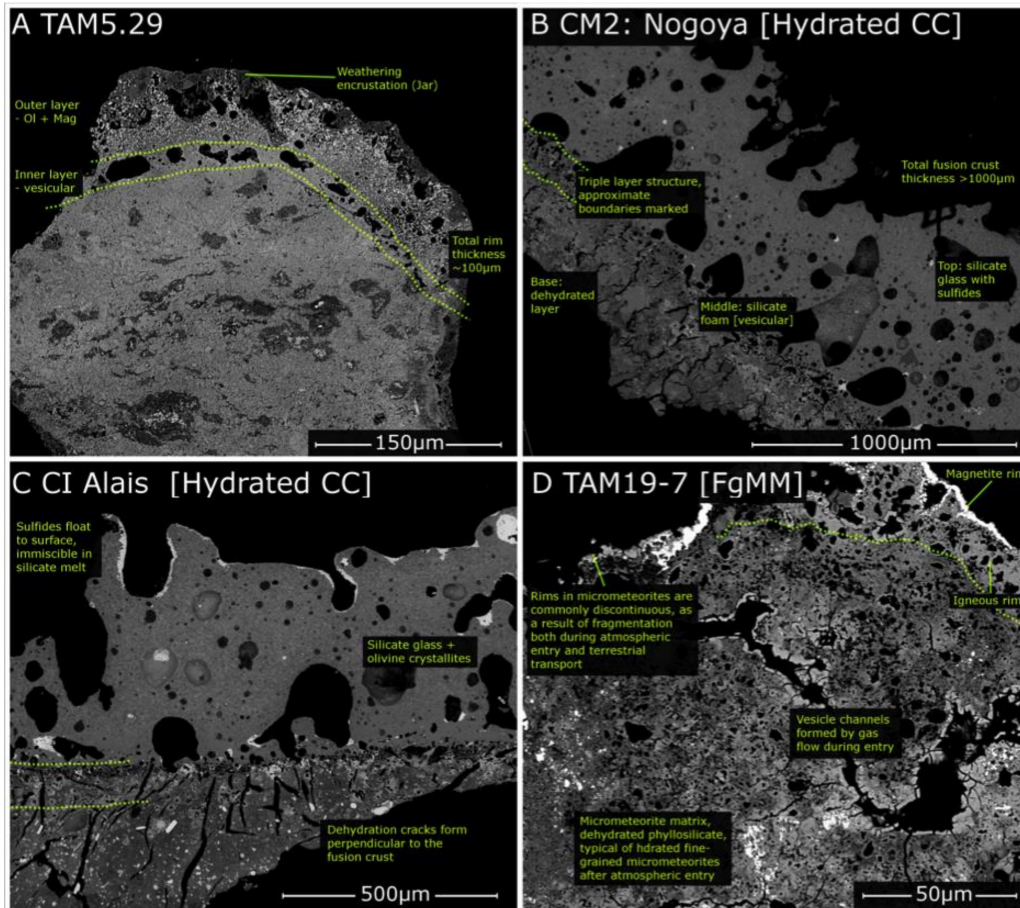 A TAM5.29
Weathering
encrustation (Jar)
Outer layer
- Ol + Mag
Inner layer
- vesicular
Total rim
thickness
~100μm
150μm
B CM2: Nogoya [Hydrated CC]
Total fusion crust
thickness >1000μm
Triple layer structure,
approximate
boundaries marked
Top: silicate
glass with
sulfides
Base:
dehydrated
layer
Middle: silicate
foam [vesicular]
1000μm
C CI Alais [Hydrated CC]
Sulfides float
to surface,
immiscible in
silicate melt
Silicate glass +
olivine crystallites
Dehydration cracks form
perpendicular to the
fusion crust
500μm
D TAM19-7 [FgMM]
Magnetite rim
Igneous rim
Rims in micrometeorites are
commonly discontinuous, as
a result of fragmentation
both during atmospheric
entry and terrestrial
transport
Vesicle channels
formed by gas
flow during entry
Micrometeorite matrix,
dehydrated phyllosilicate,
typical of hdrated fine-
grained micrometeorites
after atmospheric entry
50μm